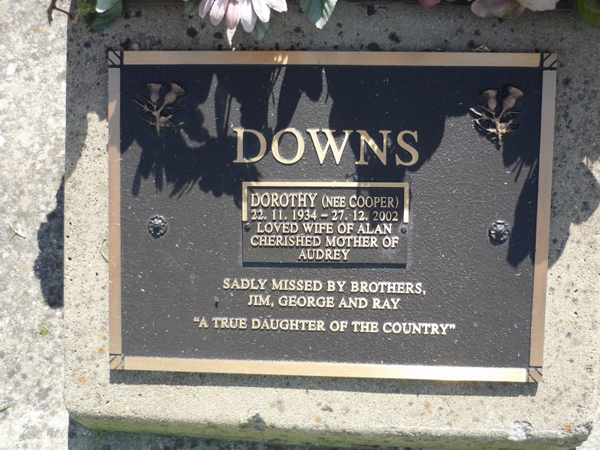 DOWNS
DOROTHY (NEE COOPER)
22. 11. 1934 - 27. 12. 2002
LOVED WIFE OF ALAN
CHERISHED MOTHER OF
AUDREY
SADLY MISSED BY BROTHERS,
JIM, GEORGE AND RAY
"A TRUE DAUGHTER OF THE COUNTRY"